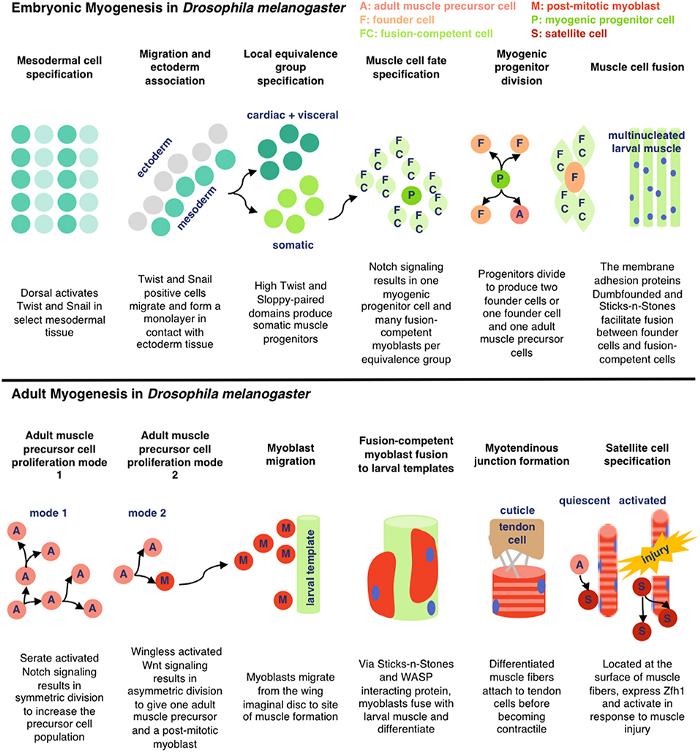 Embryonic Myogenesis in Drosophila melanogaster
A: adult muscle precursor cell
F: founder cell
FC: fusion-competent cell
M: post-mitotic myoblast
P: myogenic progenitor cell
S: satellite cell
Mesodermal cell
specification
Migration and
ectoderm
association
Local equivalence
group
specification
Muscle cell fate
specification
Myogenic
progenitor
division
Muscle cell fusion
ectoderm
mesoderm
cardiac + visceral
somatic
F
C
F
C
F
C
F
C
F
C
F
C
P
F
C
F
C
F
C
F
C
F
F
P
F
A
F
C
F
C
F
F
C
F
C
multinucleated
larval muscle
Dorsal activates
Twist and Snail in
select mesodermal
tissue
Twist and Snail
positive cells
migrate and form a
monolayer in
contact with
ectoderm tissue
High Twist and
Sloppy-paired
domains produce
somatic muscle
progenitors
Notch signaling
results in one
myogenic
progenitor cell and
many fusion-
competent
myoblasts per
equivalence group
Progenitors divide
to produce two
founder cells or
one founder cell
and one adult
muscle precursor
cells
The membrane
adhesion proteins
Dumbfounded and
Sticks-n-Stones
facilitate fusion
between founder
cells and fusion-
competent cells
Adult Myogenesis in Drosophila melanogaster
Adult muscle
precursor cell
proliferation mode
1
Adult muscle
precursor cell
proliferation mode
2
Myoblast
migration
Fusion-competent
myoblast fusion
to larval templates
Myotendinous
junction formation
Satellite cell
specification
mode 1
A
A
A
A
A
A
A
mode 2
A
A
M
M
M
M
M
M
larval template
cuticle
tendon
cell
quiescent
activated
A
S
injury
S
S
S
Serate activated
Notch signaling
results in
symmetric division
to increase the
precursor cell
population
Wingless activated
Wnt signaling
results in
asymmetric division
to give one adult
muscle precursor
and a post-mitotic
myoblast
Myoblasts migrate
from the wing
imaginal disc to site
of muscle formation
Via Sticks-n-Stones
and WASP
interacting protein,
myoblasts fuse with
larval muscle and
differentiate
Differentiated
muscle fibers
attach to tendon
cells before
becoming
contractile
Located at the
surface of muscle
fibers, express Zfh1
and activate in
response to muscle
injury